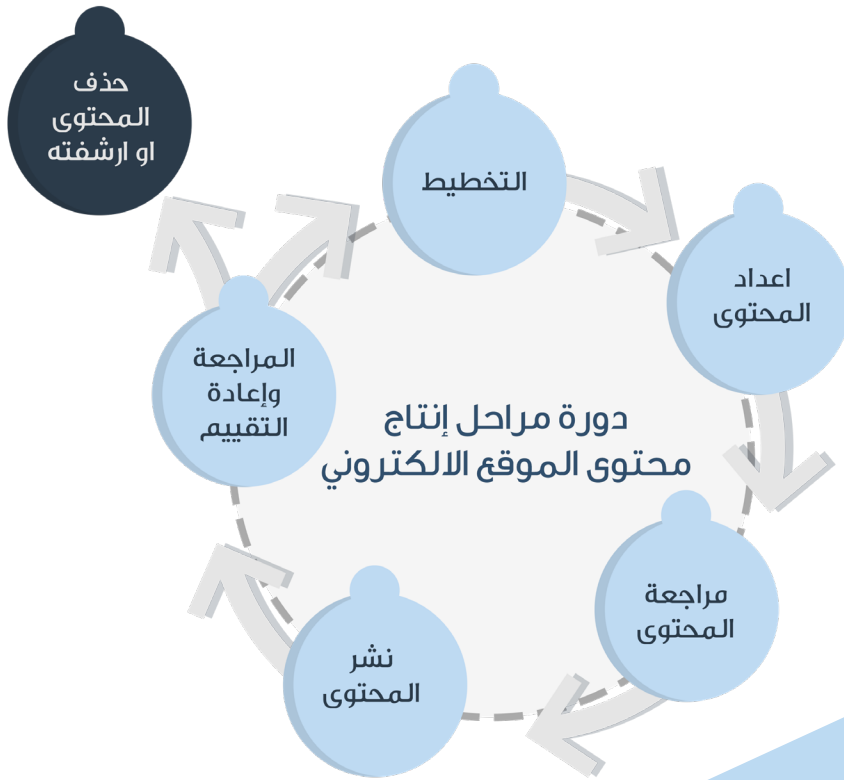 حذف
المحتوى
او ارشفته
التخطيط
اعداد
المحتوى
المراجعة
وإعادة
التقييم
دورة مراحل إنتاج
محتوى الموقع الالكتروني
مراجعة
المحتوى
نشر
المحتوى